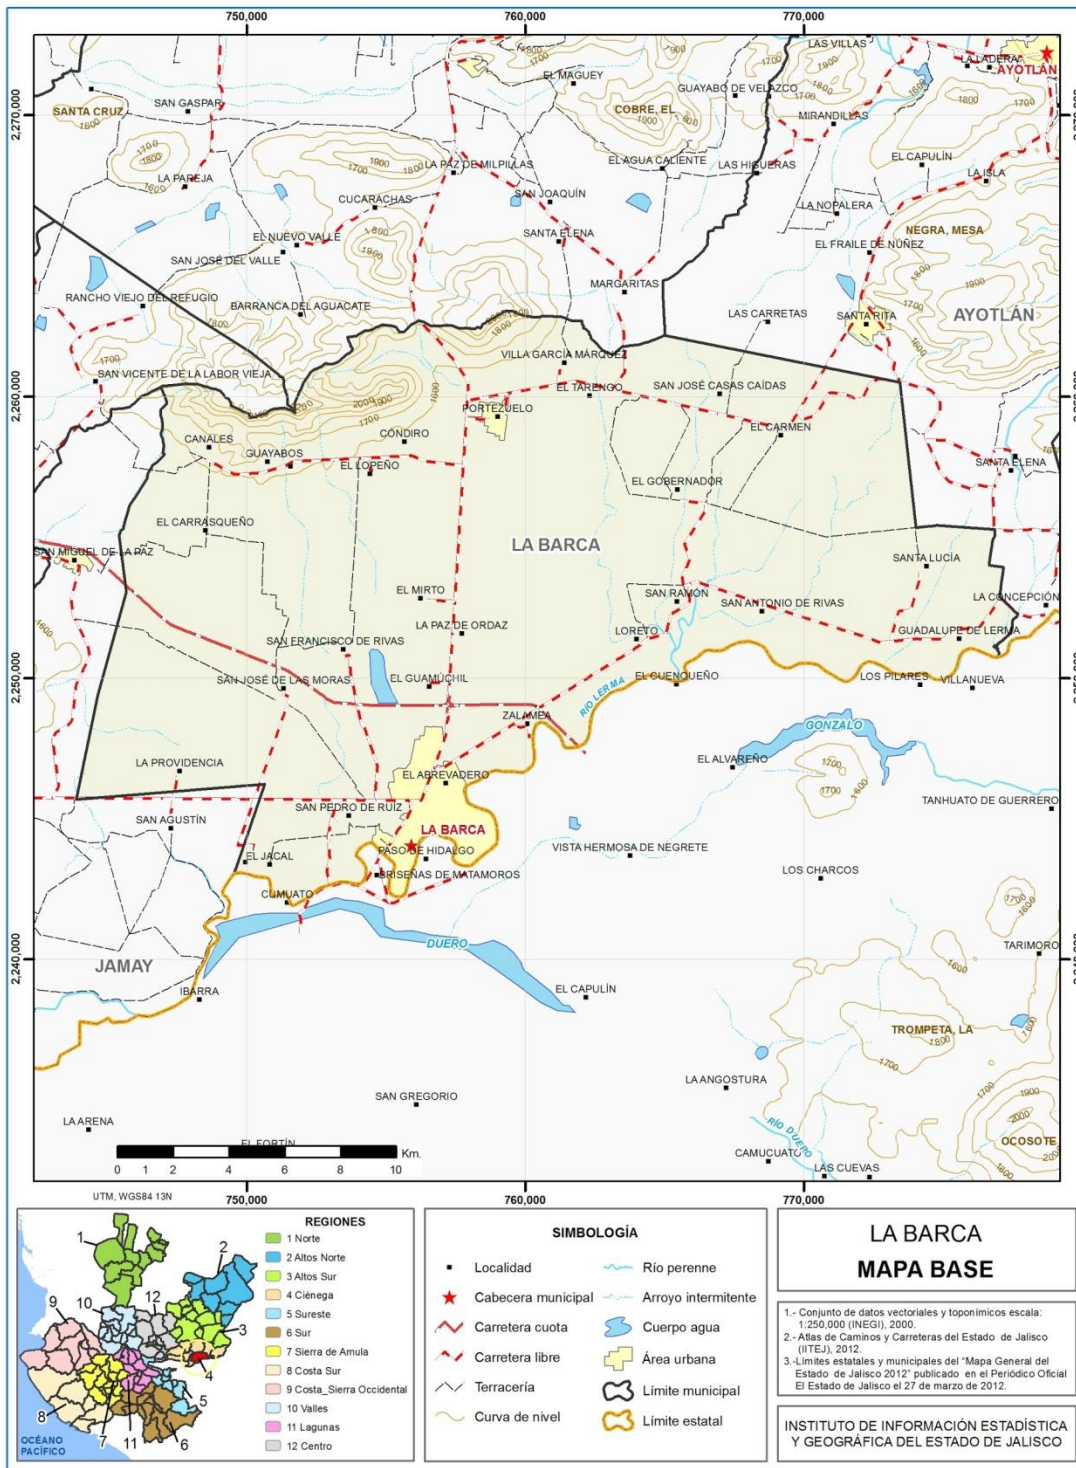 750,000
760,000
770,000
LAS VILLAS
LA LADERA
AYOTLÁN
EL MAGUEY
GUAYABO DE VELAZCO
SANTA CRUZ
SAN GASPAR
COBRE, EL
MIRANDILLAS
2,270,000
LA PAREJA
LA PAZ DE MILPILLAS
EL AGUA CALIENTE
LAS HIGUERAS
EL CAPULÍN
LA ISLA
CUCARACHAS
SAN JOAQUÍN
LA NOPALERA
EL NUEVO VALLE
SANTA ELENA
NEGRA, MESA
SAN JOSÉ DEL VALLE
EL FRAILE DE NÚÑEZ
RANCHO VIEJO DEL REFUGIO
BARRANCA DEL AGUACATE
MARGARITAS
LAS CARRETAS
SANTA RITA
AYOTLÁN
VILLA GARCÍA MÁRQUEZ
SAN VICENTE DE LA LABOR VIEJA
EL TARENGO
SAN JOSÉ CASAS CAÍDAS
2,260,000
PORTEZUELO
EL CARMEN
CANALES
CÓNDIRO
GUAYABOS
EL LOPEÑO
SANTA ELENA
EL GOBERNADOR
EL CARRASQUEÑO
LA BARCA
SAN MIGUEL DE LA PAZ
SANTA LUCÍA
EL MIRTO
SAN RAMÓN
SAN ANTONIO DE RIVAS
LA CONCEPCIÓN
LA PAZ DE ORDAZ
LORETO
GUADALUPE DE LERMA
SAN FRANCISCO DE RIVAS
2,250,000
SAN JOSÉ DE LAS MORAS
EL GUAMÚCHIL
EL CUENQUEÑO
LOS PILARES
VILLANUEVA
RÍO LERMA
ZALAMEA
GONZALO
LA PROVIDENCIA
EL ABREVADERO
EL ALVAREÑO
SAN PEDRO DE RUIZ
TANHUATO DE GUERRERO
SAN AGUSTÍN
LA BARCA
EL JACAL
PASO DE HIDALGO
VISTA HERMOSA DE NEGRETE
BRISEÑAS DE MATAMOROS
LOS CHARCOS
CUMUATO
DUERO
TARIMORO
2,240,000
JAMAY
IBARRA
EL CAPULÍN
TROMPETA, LA
LA ANGOSTURA
SAN GREGORIO
LA ARENA
RÍO DUERO
OCOSOTE
EL FORTÍN
CAMUCUATO
LAS CUEVAS
0 2 4 6 8 10 Km.
UTM, WGS84 13N
750,000
760,000
770,000
REGIONES
1 Norte
2 Altos Norte
3 Altos Sur
4 Ciénega
5 Sureste
6 Sur
7 Sierra de Amula
8 Costa Sur
9 Costa_Sierra Occidental
10 Valles
11 Lagunas
12 Centro
OCÉANO
PACÍFICO
SIMBOLOGÍA
Localidad
Cabecera municipal
Carretera cuota
Carretera libre
Terracería
Curva de nivel
Río perenne
Arroyo intermitente
Cuerpo agua
Área urbana
Límite municipal
Límite estatal
LA BARCA
MAPA BASE
1.- Conjunto de datos vectoriales y toponímicos escala:
1:250,000 (INEGI), 2000.
2.- Atlas de Caminos y Carreteras del Estado de Jalisco
(IITEJ), 2012.
3.-Límites estatales y municipales del "Mapa General del
Estado de Jalisco 2012" publicado en el Periódico Oficial
El Estado de Jalisco el 27 de marzo de 2012.
INSTITUTO DE INFORMACIÓN ESTADÍSTICA
Y GEOGRÁFICA DEL ESTADO DE JALISCO